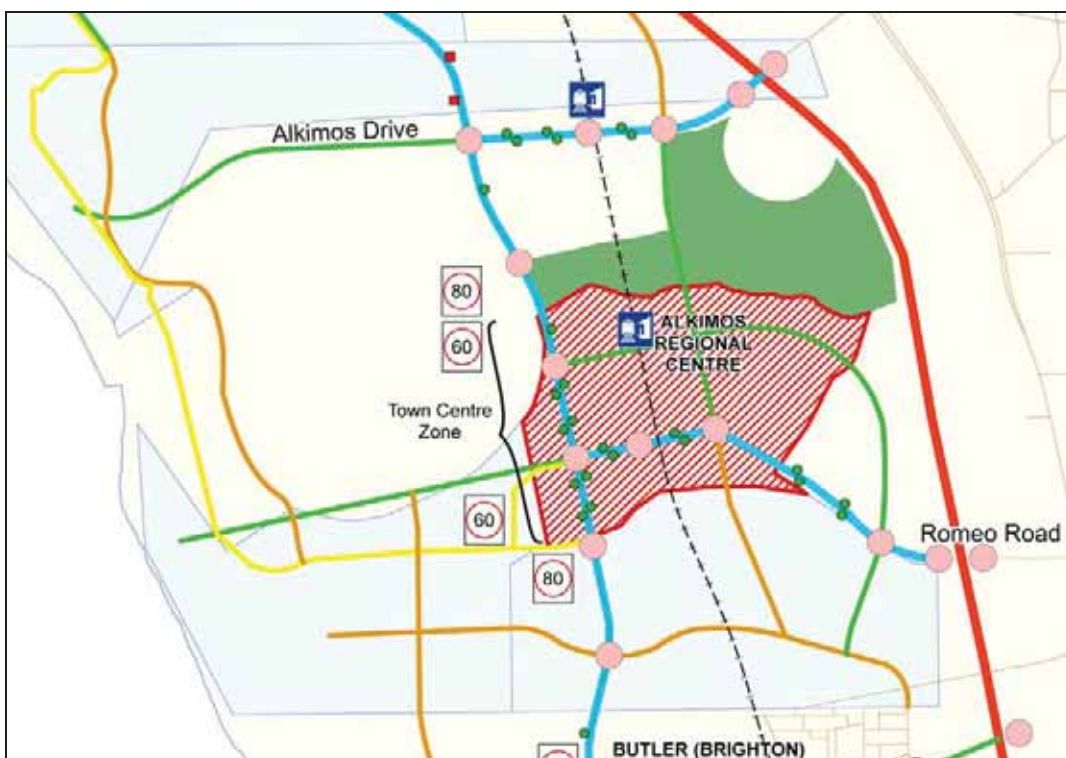 Alkimos Drive
80
60
ALKIMOS
REGIONAL
CENTRE
Town Centre
Zone
60
Romeo Road
80
BUTLER (BRIGHTON)